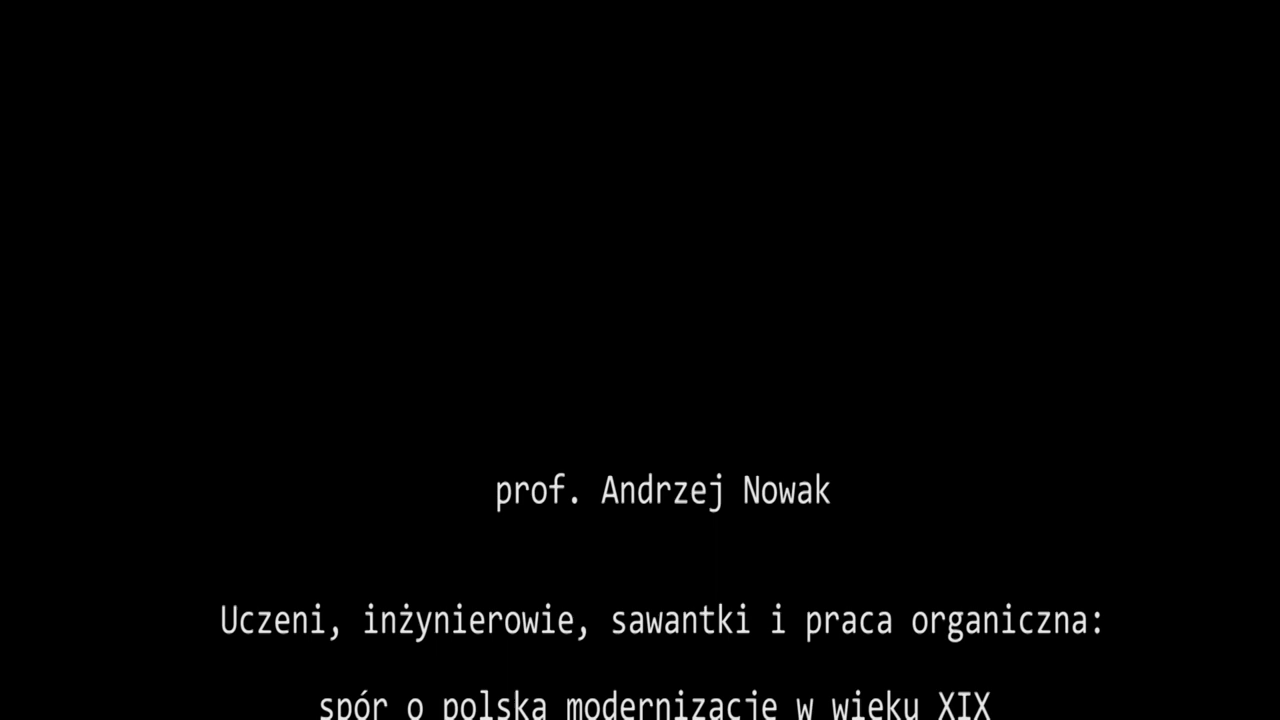 prof. Andrzej Nowak
Uczeni, inżynierowie, sawantki i praca organiczna:
spór o polską modernizację w wieku XIX